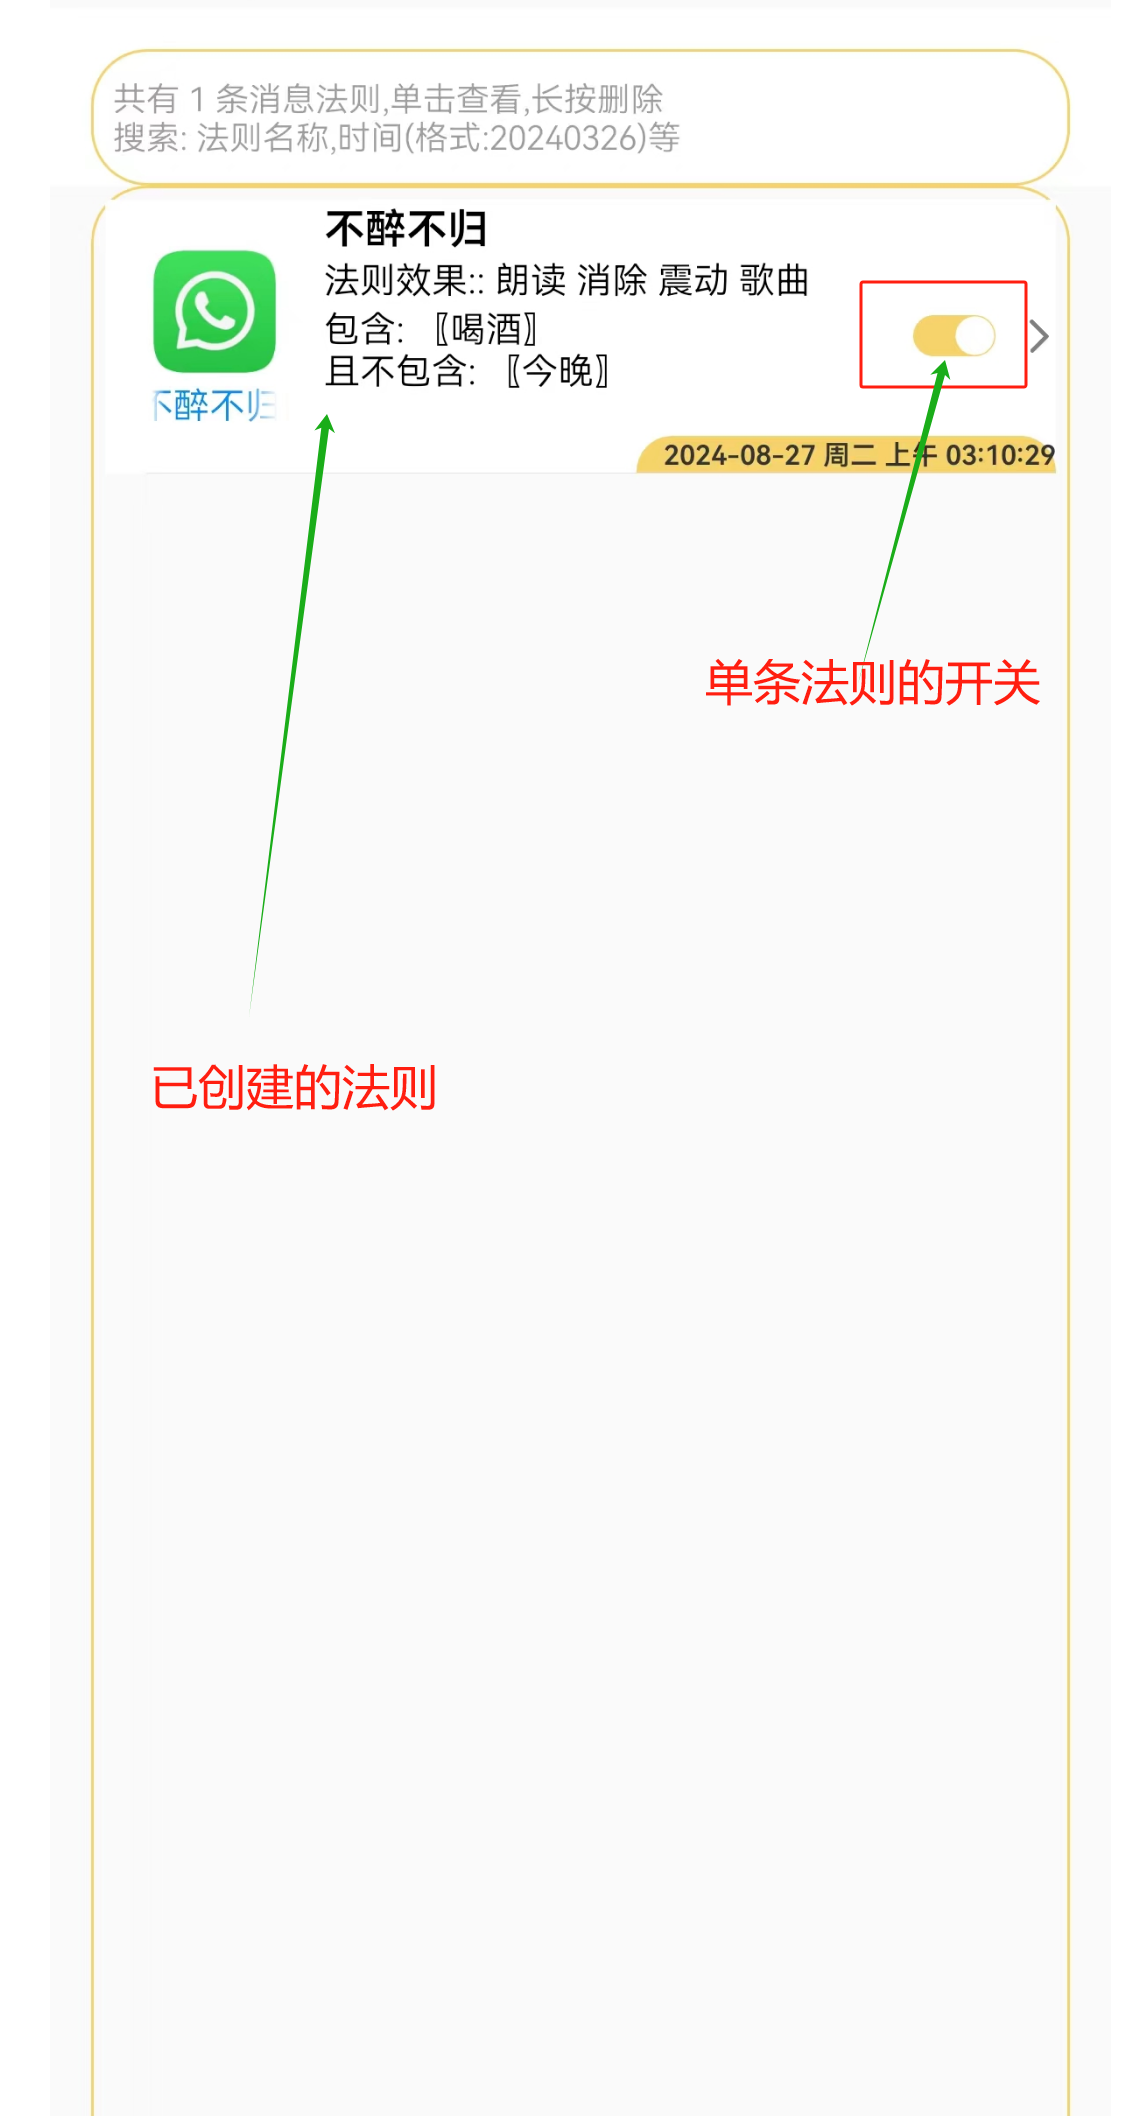 共有 1 条消息法则,单击查看,长按删除
搜索: 法则名称,时间(格式:20240326)等
不醉不归
法则效果:: 朗读 消除 震动 歌曲
包含: 〖喝酒〗
且不包含: 〖今晚〗
不醉不归
2024-08-27 周二 上午 03:10:29
单条法则的开关
已创建的法则